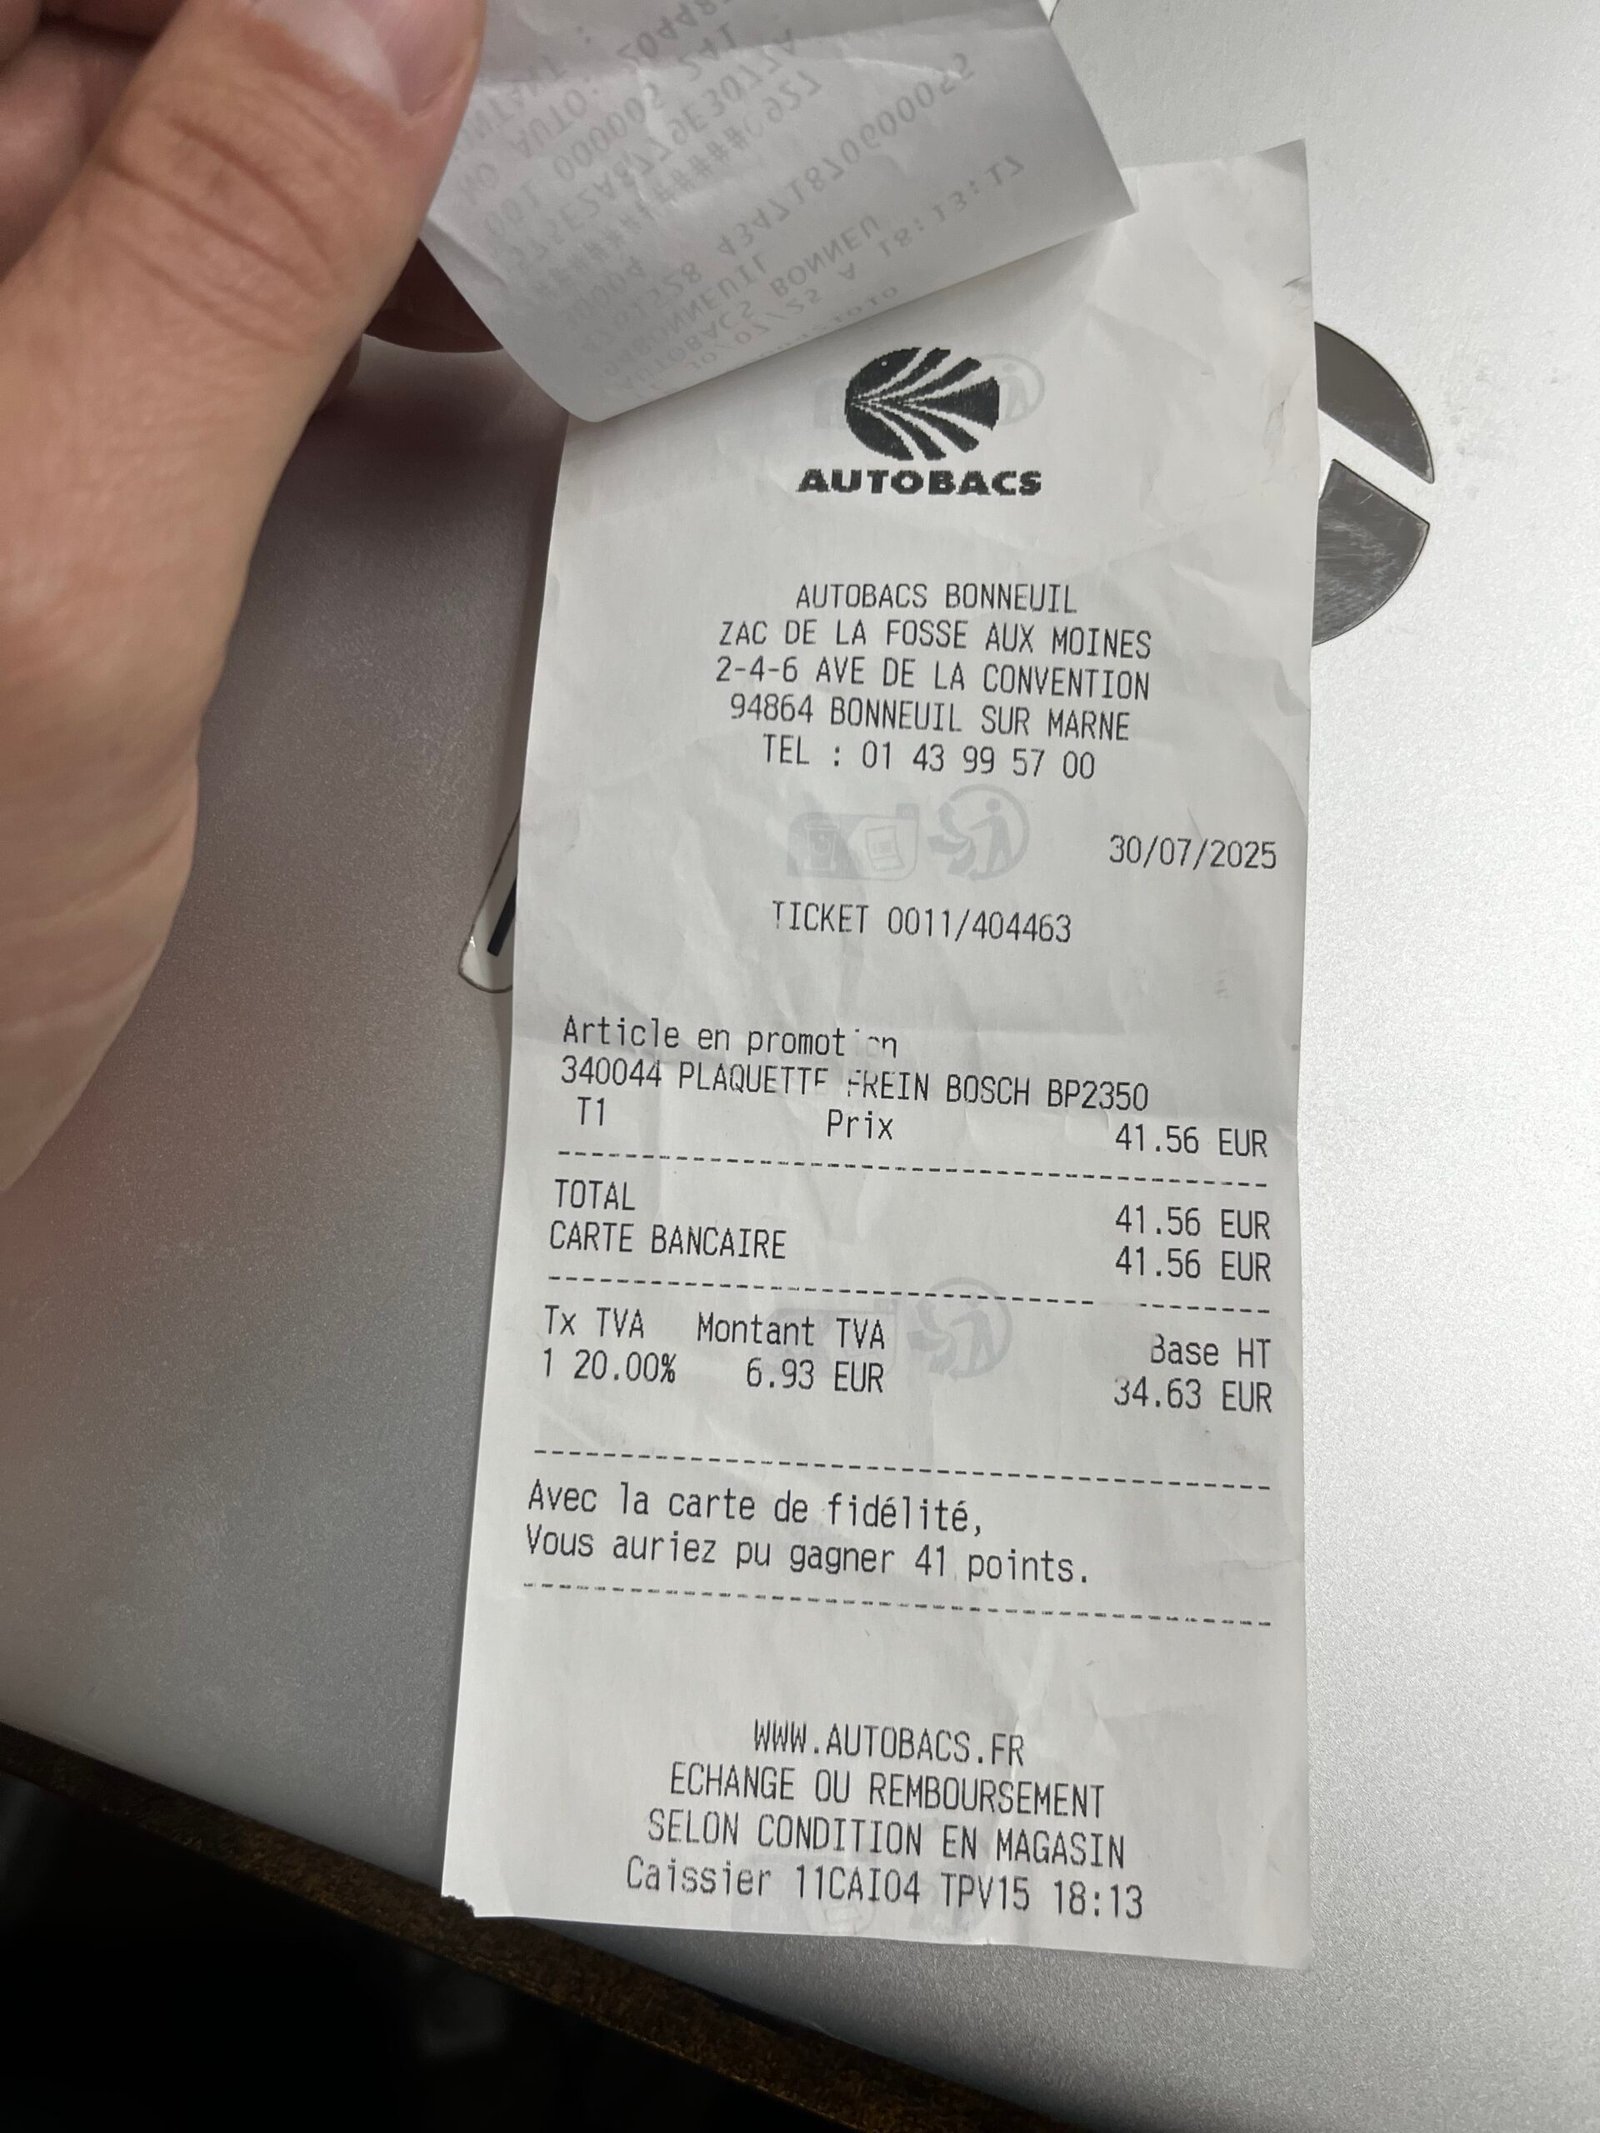 AUTOBACS
AUTOBACS BONNEUIL
ZAC DE LA FOSSE AUX MOINES
2-4-6 AVE DE LA CONVENTION
94864 BONNEUIL SUR MARNE
TEL : 01 43 99 57 00
30/07/2025
TICKET 0011/404463
Article en promotion
340044 PLAQUETTE FREIN BOSCH BP2350
T1 Prix 41.56 EUR
TOTAL 41.56 EUR
CARTE BANCAIRE 41.56 EUR
Tx TVA Montant TVA Base HT
1 20.00% 6.93 EUR 34.63 EUR
Avec la carte de fidélité,
Vous auriez pu gagner 41 points.
WWW.AUTOBACS.FR
ECHANGE OU REMBOURSEMENT
SELON CONDITION EN MAGASIN
Caissier 11CAI04 TPV15 18:13